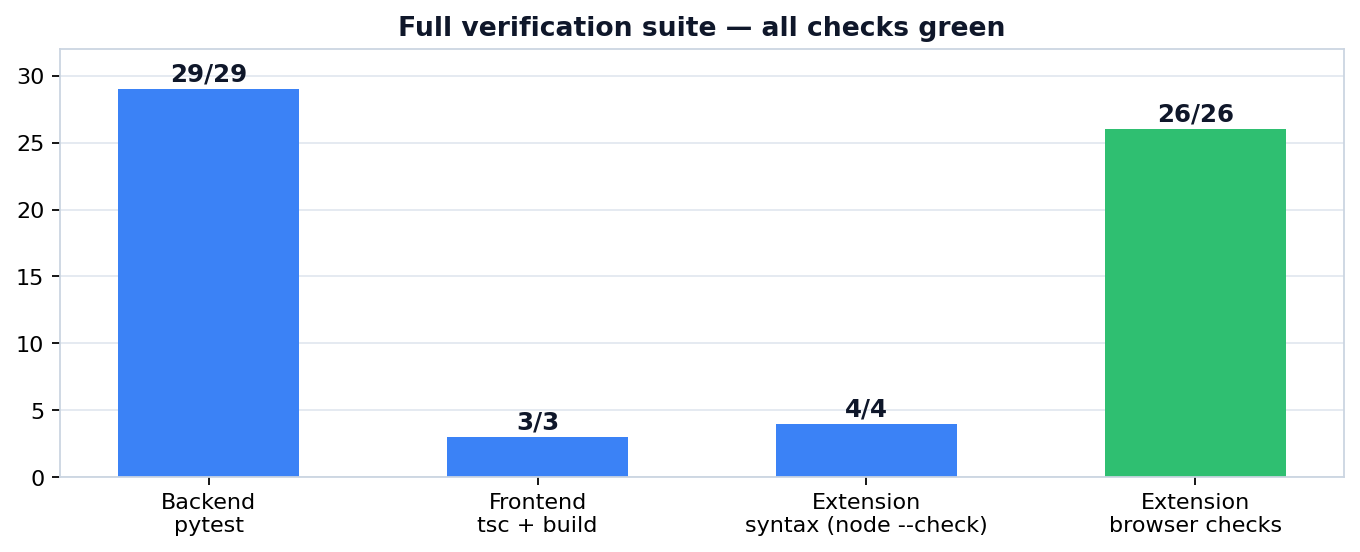 Full verification suite — all checks green
30
25
20
15
10
5
0
29/29
3/3
4/4
26/26
Backend
pytest
Frontend
tsc + build
Extension
syntax (node --check)
Extension
browser checks